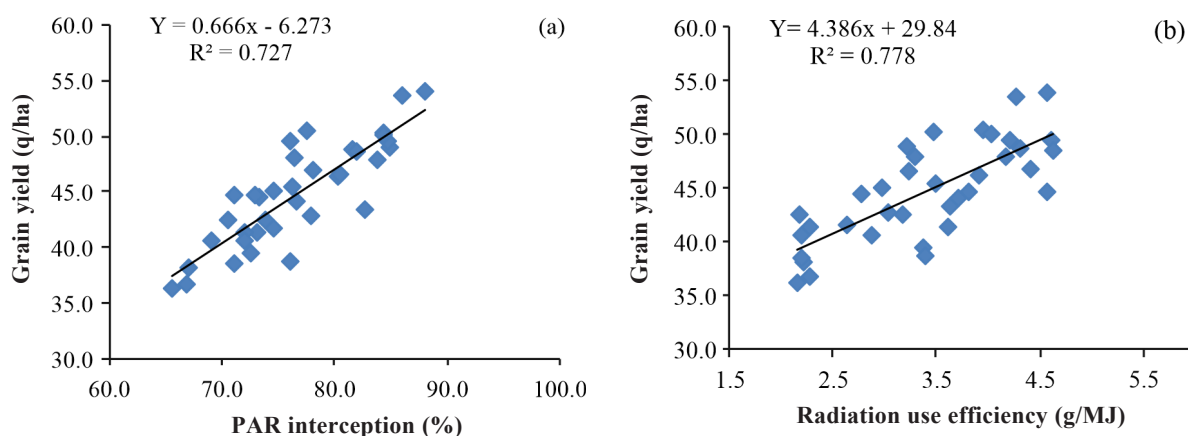 Y = 0.666x - 6.273
R² = 0.727
(a)
60.0
55.0
50.0
45.0
40.0
35.0
30.0
Grain yield (q/ha)
60.0 70.0 80.0 90.0 100.0
PAR interception (%)
Y= 4.386x + 29.84
R² = 0.778
(b)
60.0
55.0
50.0
45.0
40.0
35.0
30.0
Grain yield (q/ha)
1.5 2.5 3.5 4.5 5.5
Radiation use efficiency (g/MJ)